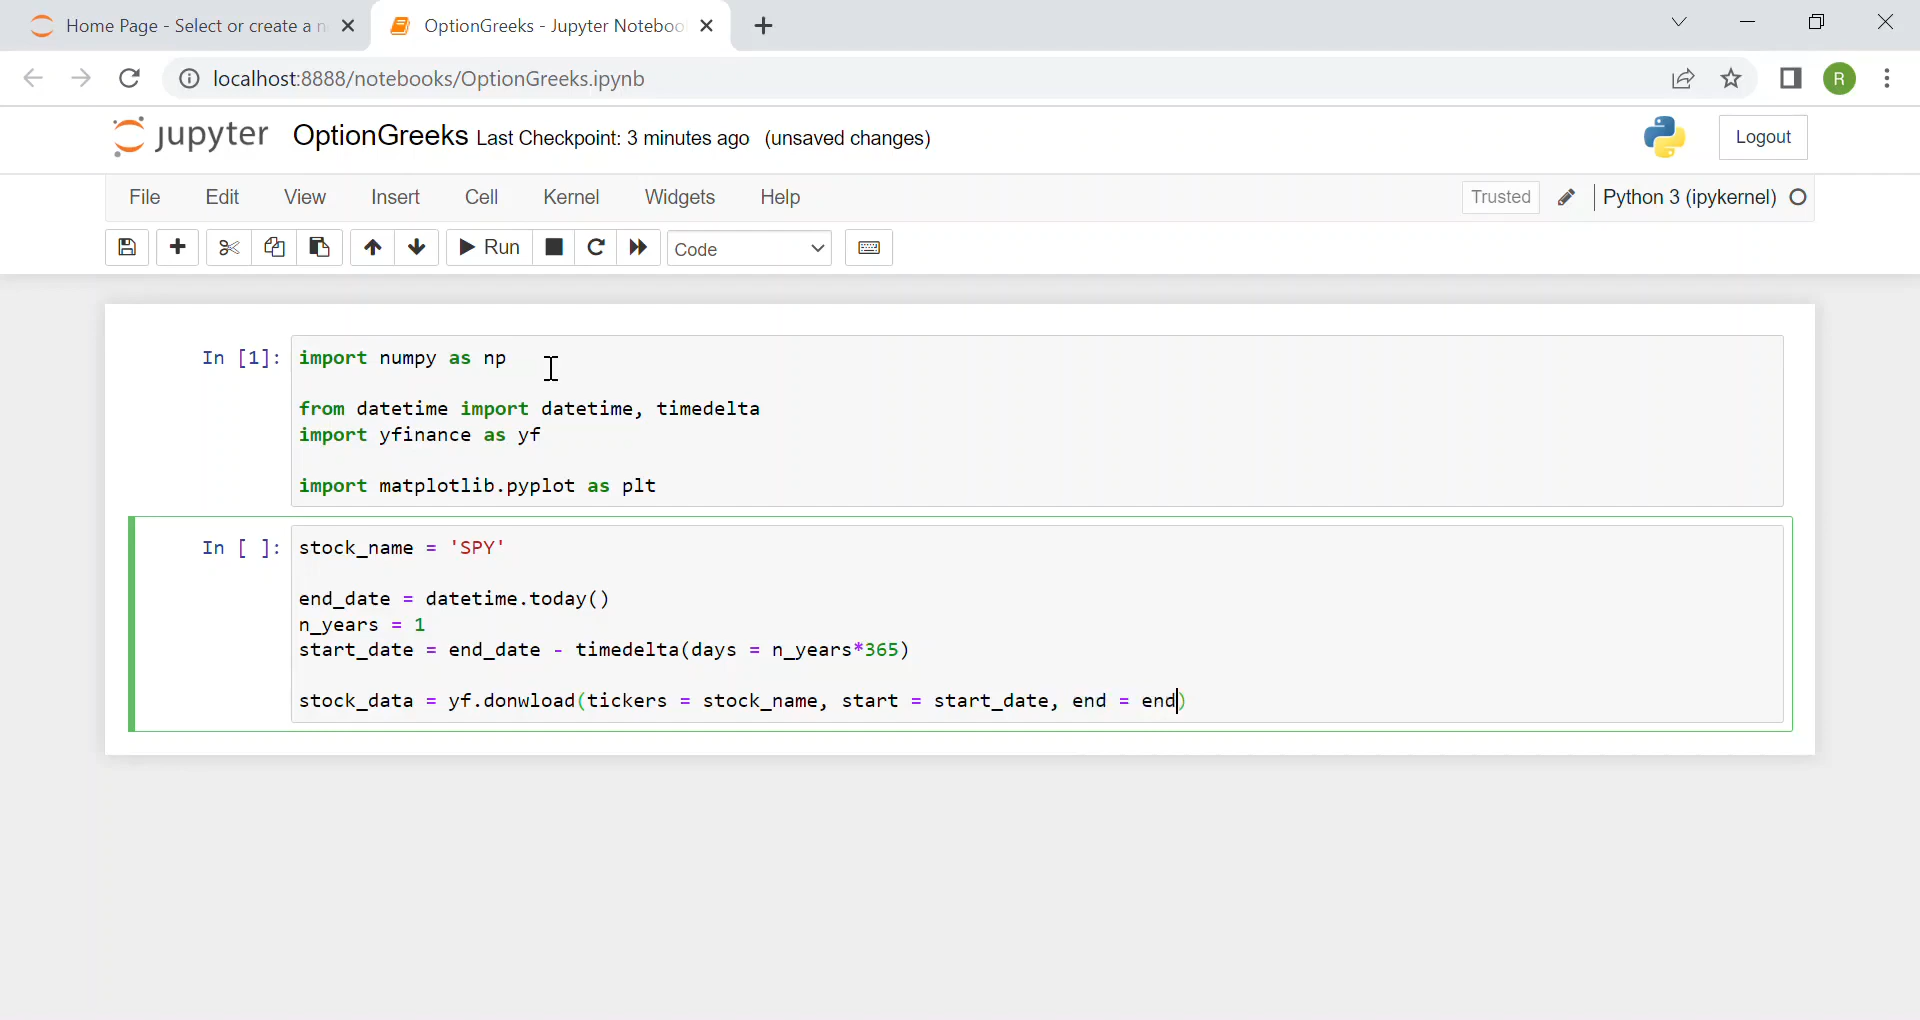 Home Page - Select or create a n
OptionGreeks - Jupyter Noteboo
localhost:8888/notebooks/OptionGreeks.ipynb
R
jupyter OptionGreeks Last Checkpoint: 3 minutes ago (unsaved changes)
Logout
File Edit View Insert Cell Kernel Widgets Help
Trusted
Python 3 (ipykernel)
Run
Code
In [1]: import numpy as np
from datetime import datetime, timedelta
import yfinance as yf
import matplotlib.pyplot as plt
In [ ]: stock_name = 'SPY'
end_date = datetime.today()
n_years = 1
start_date = end_date - timedelta(days = n_years*365)
stock_data = yf.donwload(tickers = stock_name, start = start_date, end = end)